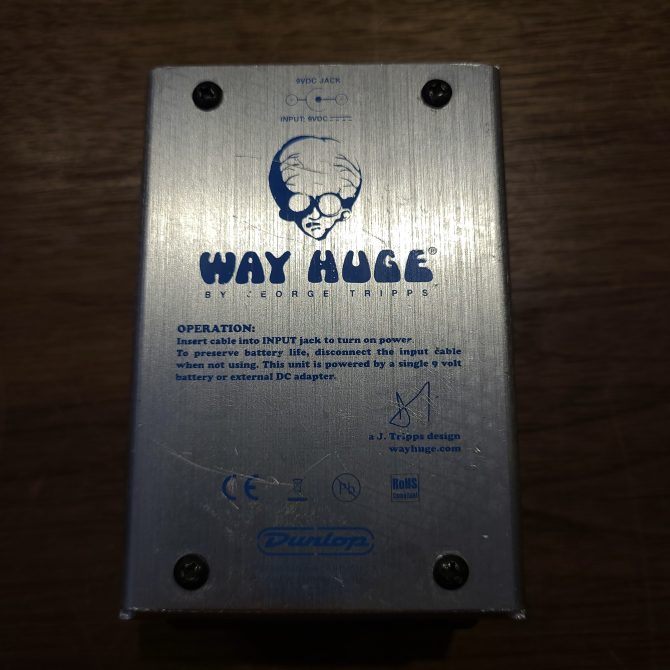 9VDC JACK
INPUT: 9VDC
WAY HUGE®
BY GEORGE TRIPPS
OPERATION:
Insert cable into INPUT jack to turn on power.
To preserve battery life, disconnect the input cable
when not using. This unit is powered by a single 9 volt
battery or external DC adapter.
a J. Tripps design
wayhuge.com
CE Pb RoHS
Compliant
Dunlop